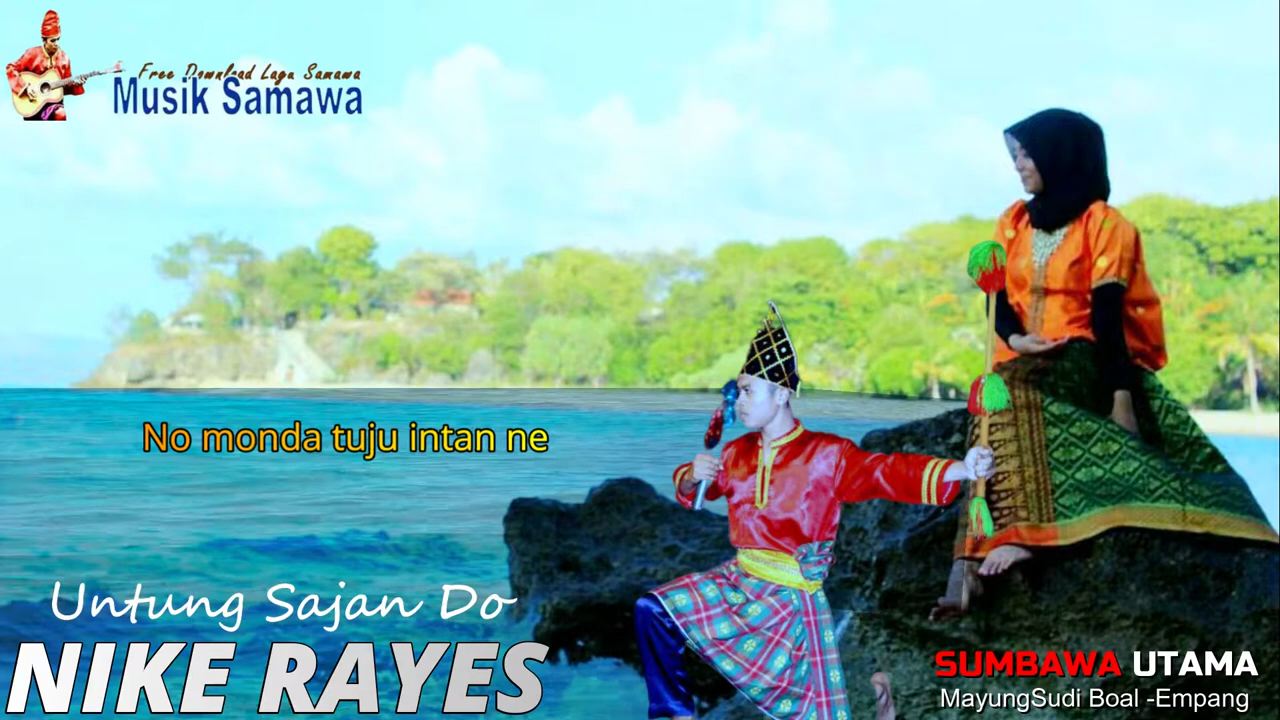 Free Download Lagu Samawa
Musik Samawa
No monda tuju intan ne
Untung Sajan Do
NIKE RAYES
SUMBAWA UTAMA
MayungSudi Boal -Empang